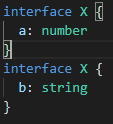 interface X {
  a: number
}
interface X {
  b: string
}